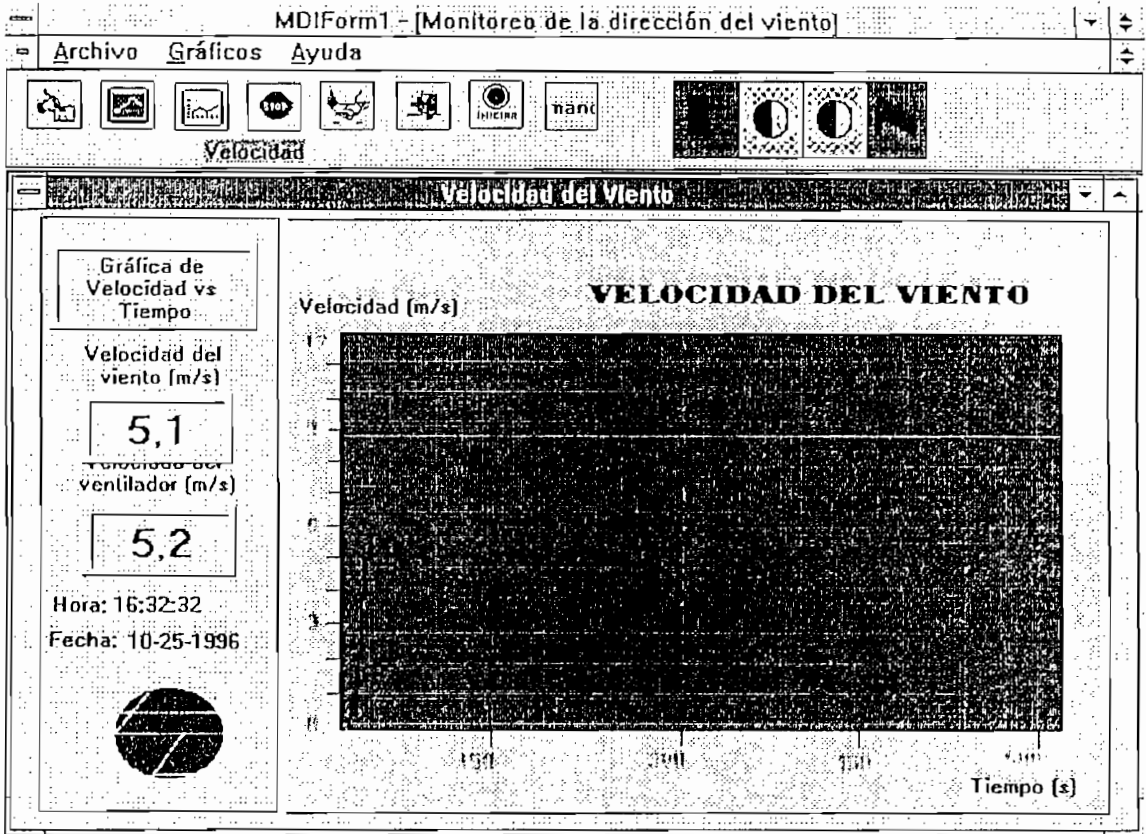 MDIForm1 - [Monitoreo de la dirección del viento]
Archivo Gráficos Ayuda
STOP
Velocidad
Velocidad del Viento
Gráfica de
Velocidad vs
Tiempo
Velocidad del
viento (m/s)
5,1
ventilador (m/s)
5,2
Hora: 16:32:32
Fecha: 10-25-1996
VELOCIDAD DEL VIENTO
Velocidad (m/s)
Tiempo (s)